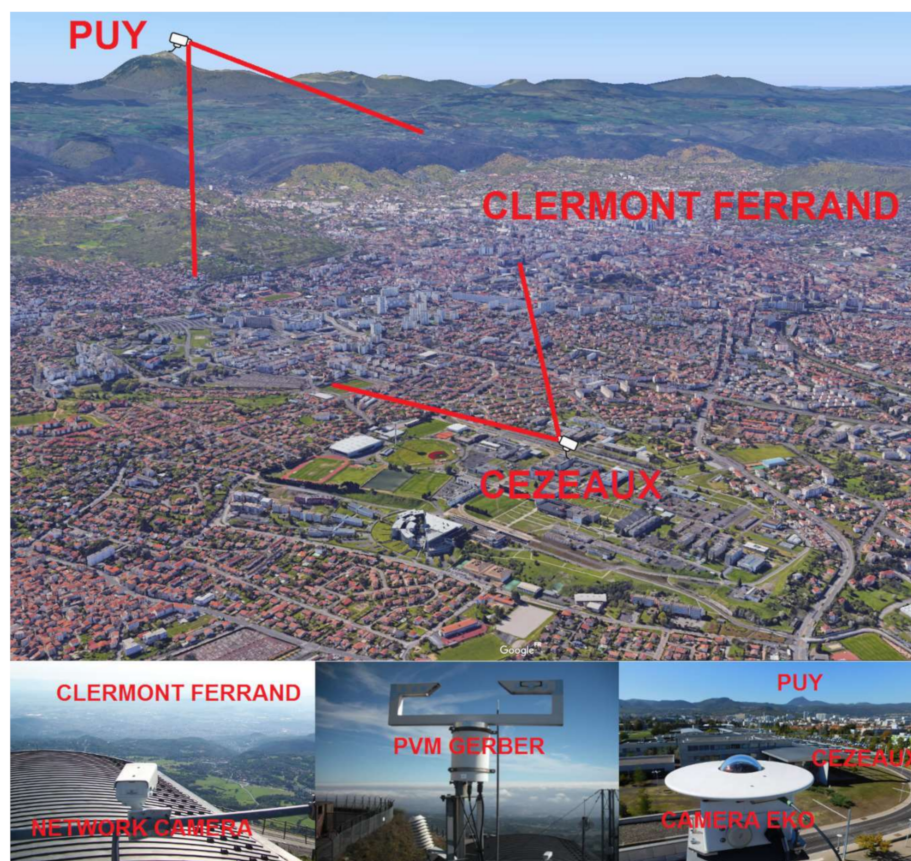 PUY
CLERMONT FERRAND
CEZEAUX
Google
CLERMONT FERRAND
NETWORK CAMERA
PVM GERBER
PUY
CEZEAUX
CAMERA EKO